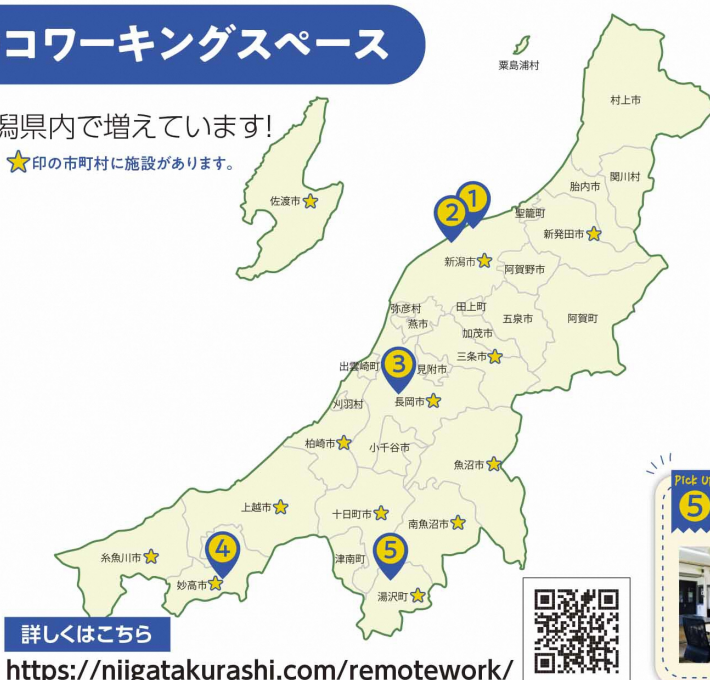 コワーキングスペース
潟県内で増えています!
★印の市町村に施設があります。
粟島浦村
村上市
関川村
胎内市
佐渡市★
1
2
聖籠町
新発田市★
新潟市★
阿賀野市
弥彦村
田上町
燕市
五泉市
阿賀町
加茂市
三条市★
出雲崎町
3
見附市
長岡市★
刈羽村
柏崎市★
小千谷市
魚沼市★
上越市★
十日町市★
南魚沼市★
糸魚川市★
4
津南町
5
妙高市★
湯沢町★
Pick U
5
詳しくはこちら
https://niigatakurashi.com/remotework/